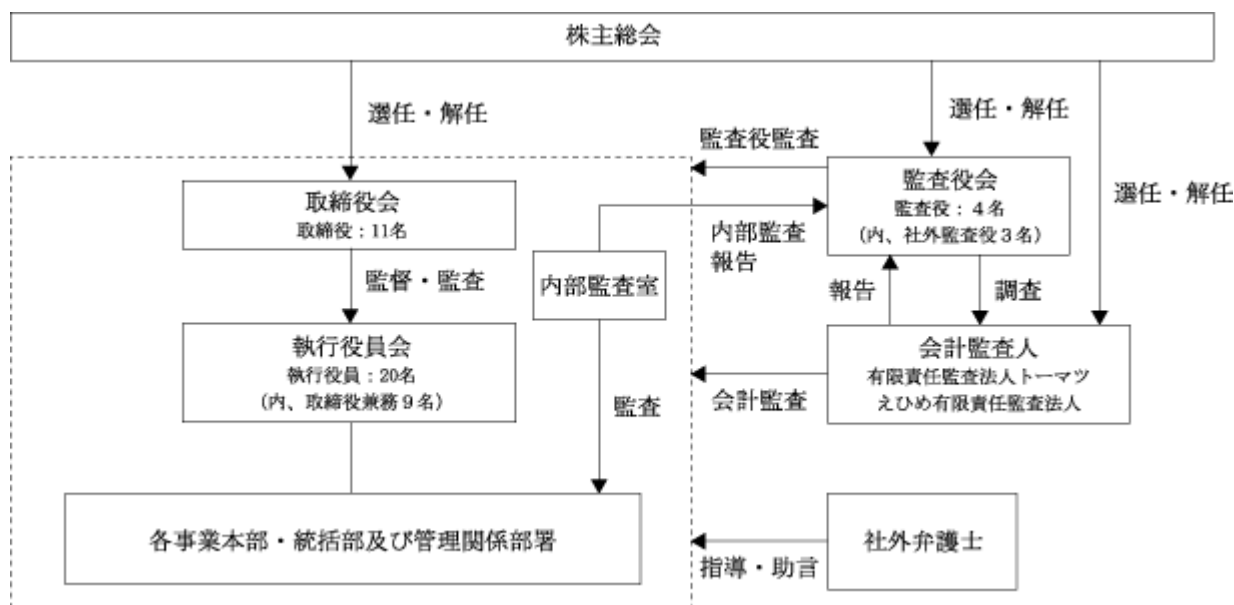 株主総会
選任・解任
選任・解任
監査役監査
監査役会
監査役：４名
（内、社外監査役３名）
選任・解任
取締役会
取締役：11名
内部監査
報告
監督・監査
内部監査室
報告
調査
執行役員会
執行役員：20名
（内、取締役兼務９名）
会計監査人
有限責任監査法人トーマツ
えひめ有限責任監査法人
監査
会計監査
各事業本部・統括部及び管理関係部署
社外弁護士
指導・助言